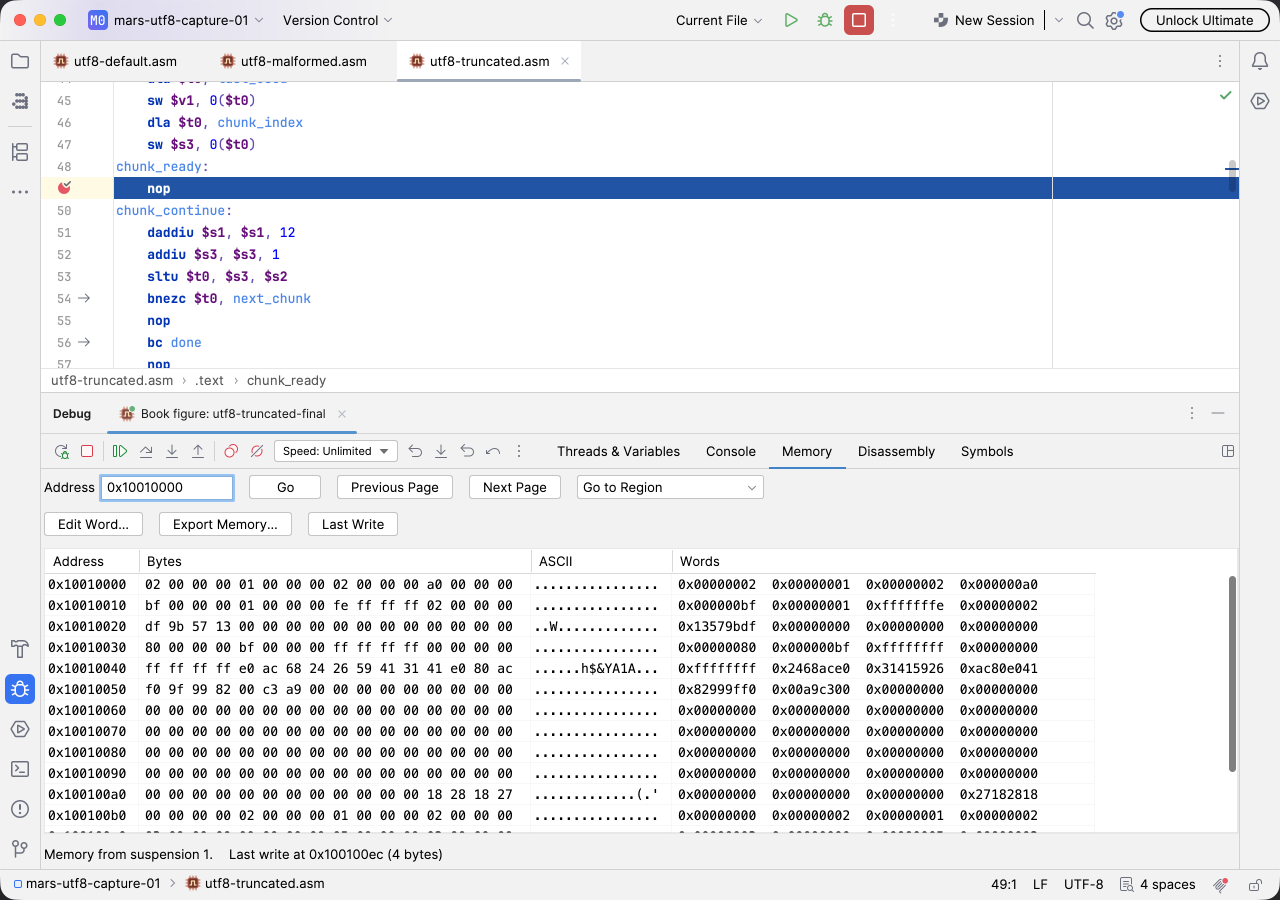 M0 mars-utf8-capture-01 Version Control Current File New Session Unlock Ultimate
utf8-default.asm utf8-malformed.asm utf8-truncated.asm
45 sw $v1, 0($t0)
46 dla $t0, chunk_index
47 sw $s3, 0($t0)
48 chunk_ready:
nop
50 chunk_continue:
51 daddiu $s1, $s1, 12
52 addiu $s3, $s3, 1
53 sltu $t0, $s3, $s2
54 bnezc $t0, next_chunk
55 nop
56 bc done
57 nop
utf8-truncated.asm › .text › chunk_ready
Debug Book figure: utf8-truncated-final
Speed: Unlimited Threads & Variables Console Memory Disassembly Symbols
Address 0x10010000 Go Previous Page Next Page Go to Region
Edit Word... Export Memory... Last Write
Address Bytes ASCII Words
0x10010000 02 00 00 00 01 00 00 00 02 00 00 00 a0 00 00 00 ................ 0x00000002 0x00000001 0x00000002 0x000000a0
0x10010010 bf 00 00 00 01 00 00 00 fe ff ff ff 02 00 00 00 ................ 0x000000bf 0x00000001 0xfffffffe 0x00000002
0x10010020 df 9b 57 13 00 00 00 00 00 00 00 00 00 00 00 00 ..W............. 0x13579bdf 0x00000000 0x00000000 0x00000000
0x10010030 80 00 00 00 bf 00 00 00 ff ff ff ff 00 00 00 00 ................ 0x00000080 0x000000bf 0xffffffff 0x00000000
0x10010040 ff ff ff ff e0 ac 68 24 26 59 41 31 41 e0 80 ac ......h$&YA1A... 0xffffffff 0x2468ace0 0x31415926 0xac80e041
0x10010050 f0 9f 99 82 00 c3 a9 00 00 00 00 00 00 00 00 00 ................ 0x82999ff0 0x00a9c300 0x00000000 0x00000000
0x10010060 00 00 00 00 00 00 00 00 00 00 00 00 00 00 00 00 ................ 0x00000000 0x00000000 0x00000000 0x00000000
0x10010070 00 00 00 00 00 00 00 00 00 00 00 00 00 00 00 00 ................ 0x00000000 0x00000000 0x00000000 0x00000000
0x10010080 00 00 00 00 00 00 00 00 00 00 00 00 00 00 00 00 ................ 0x00000000 0x00000000 0x00000000 0x00000000
0x10010090 00 00 00 00 00 00 00 00 00 00 00 00 00 00 00 00 ................ 0x00000000 0x00000000 0x00000000 0x00000000
0x100100a0 00 00 00 00 00 00 00 00 00 00 00 00 18 28 18 27 .............(.' 0x00000000 0x00000000 0x00000000 0x27182818
0x100100b0 00 00 00 00 02 00 00 00 01 00 00 00 02 00 00 00 ................ 0x00000000 0x00000002 0x00000001 0x00000002
Memory from suspension 1. Last write at 0x100100ec (4 bytes)
mars-utf8-capture-01 › utf8-truncated.asm 49:1 LF UTF-8 4 spaces